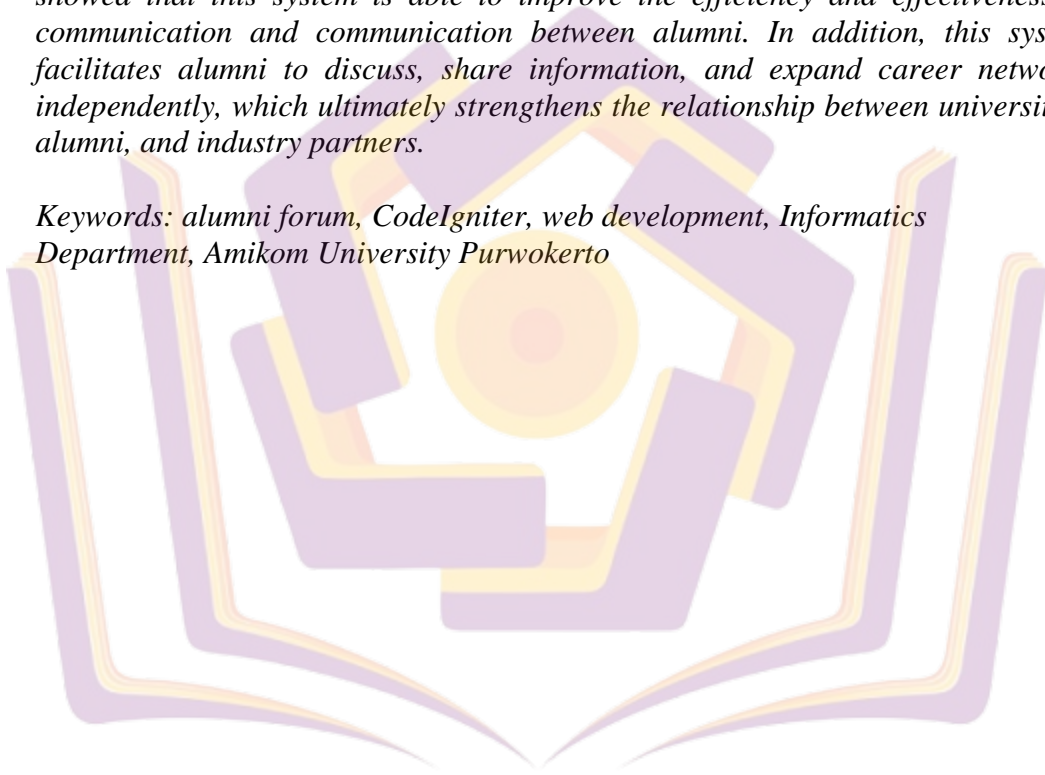 showed that this system is able to improve the efficiency and effectiveness
communication and communication between alumni. In addition, this
facilitates alumni to discuss, share information, and expand career
independently, which ultimately strengthens the relationship between
alumni, and industry partners.
Keywords: alumni forum, CodeIgniter, web development, Informatics
Department, Amikom University Purwokerto